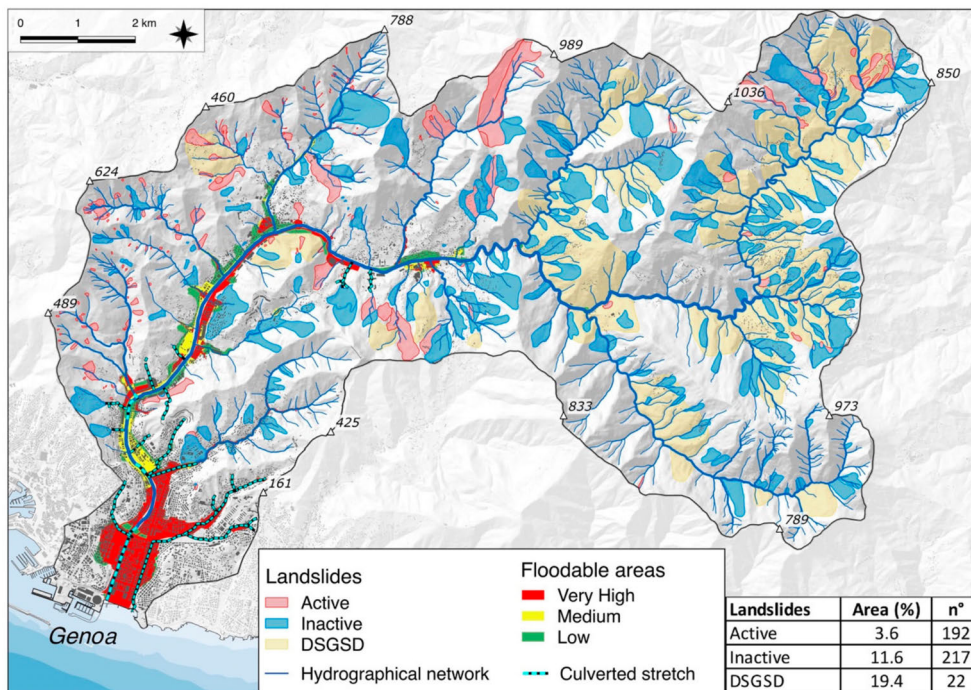 0 1 2 km
788
989
850
1036
460
624
489
425
161
833
973
789
Genoa
Landslides
Active
Inactive
DSGSD
Hydrographical network
Floodable areas
Very High
Medium
Low
Culverted stretch
Landslides Area (%) n°
Active 3.6 192
Inactive 11.6 217
DSGSD 19.4 22